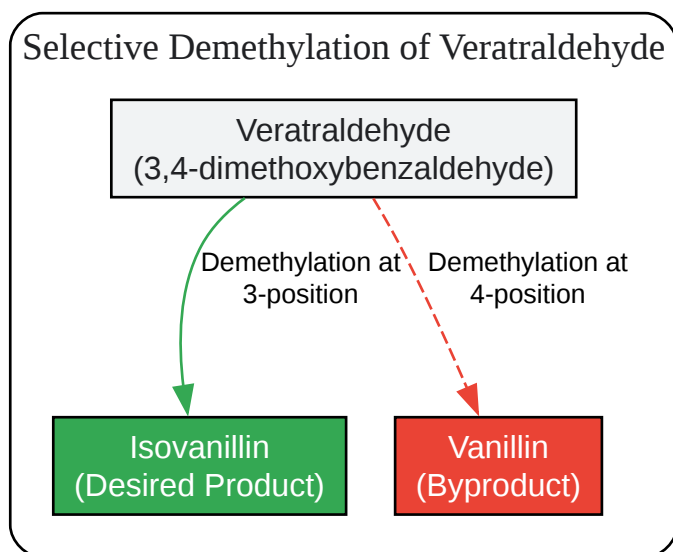 Selective Demethylation of Veratraldehyde
Veratraldehyde
(3,4-dimethoxybenzaldehyde)
Demethylation at
3-position
Demethylation at
4-position
Isovanillin
(Desired Product)
Vanillin
(Byproduct)